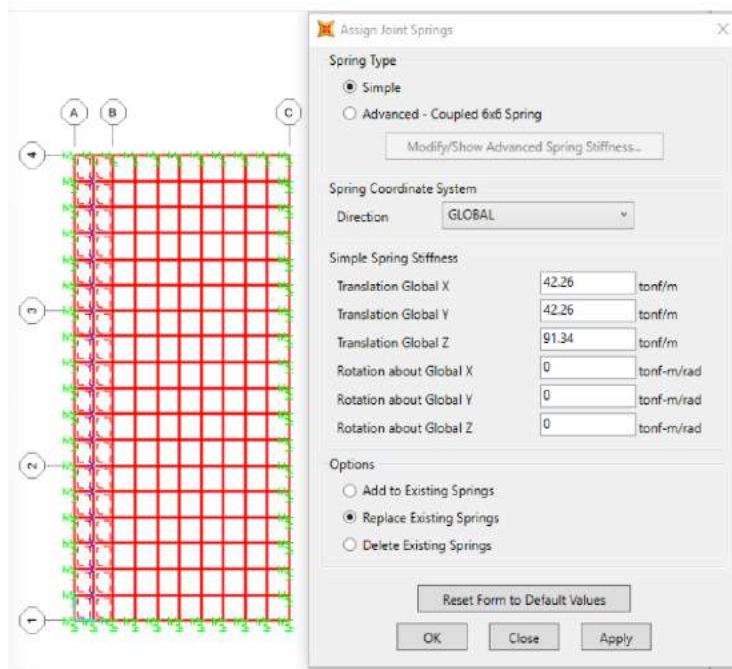 Assign Joint Springs
Spring Type
Simple
Advanced - Coupled 6x6 Spring
Modify/Show Advanced Spring Stiffness...
Spring Coordinate System
Direction GLOBAL
Simple Spring Stiffness
Translation Global X 42.26 tonf/m
Translation Global Y 42.26 tonf/m
Translation Global Z 91.34 tonf/m
Rotation about Global X 0 tonf-m/rad
Rotation about Global Y 0 tonf-m/rad
Rotation about Global Z 0 tonf-m/rad
Options
Add to Existing Springs
Replace Existing Springs
Delete Existing Springs
Reset Form to Default Values
OK Close Apply
A B C
4
3
2
1